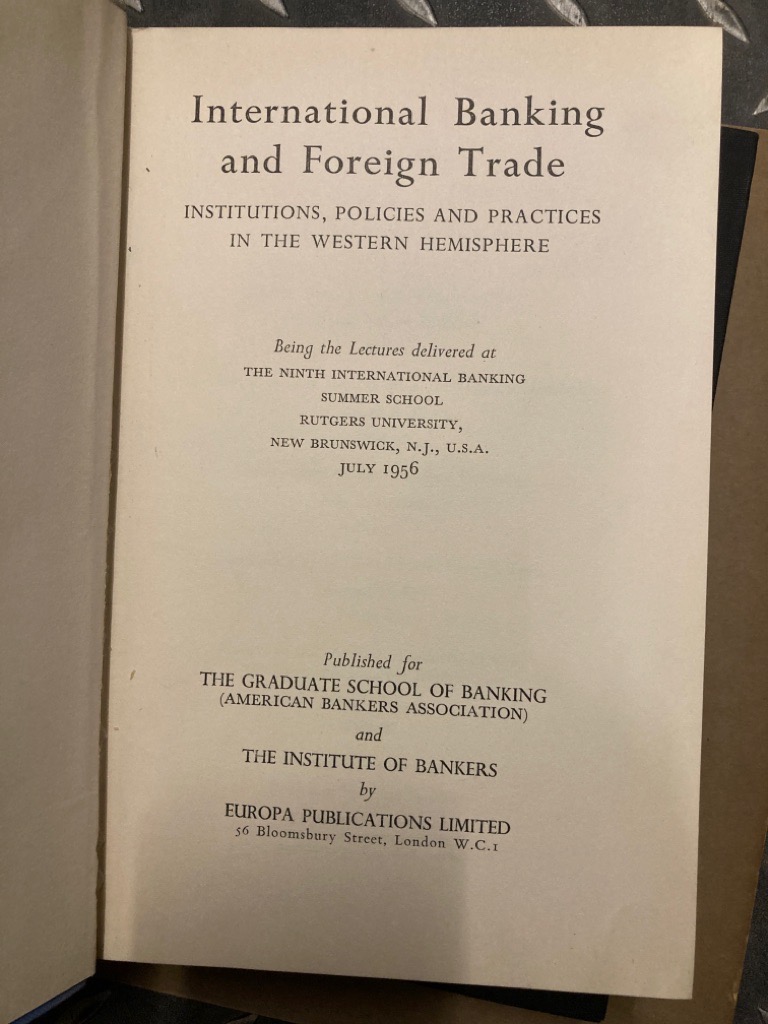 International Banking
and Foreign Trade
INSTITUTIONS, POLICIES AND PRACTICES
IN THE WESTERN HEMISPHERE
Being the Lectures delivered at
THE NINTH INTERNATIONAL BANKING
SUMMER SCHOOL
RUTGERS UNIVERSITY,
NEW BRUNSWICK, N.J., U.S.A.
JULY 1956
Published for
THE GRADUATE SCHOOL OF BANKING
(AMERICAN BANKERS ASSOCIATION)
and
THE INSTITUTE OF BANKERS
by
EUROPA PUBLICATIONS LIMITED
56 Bloomsbury Street, London W.C.1